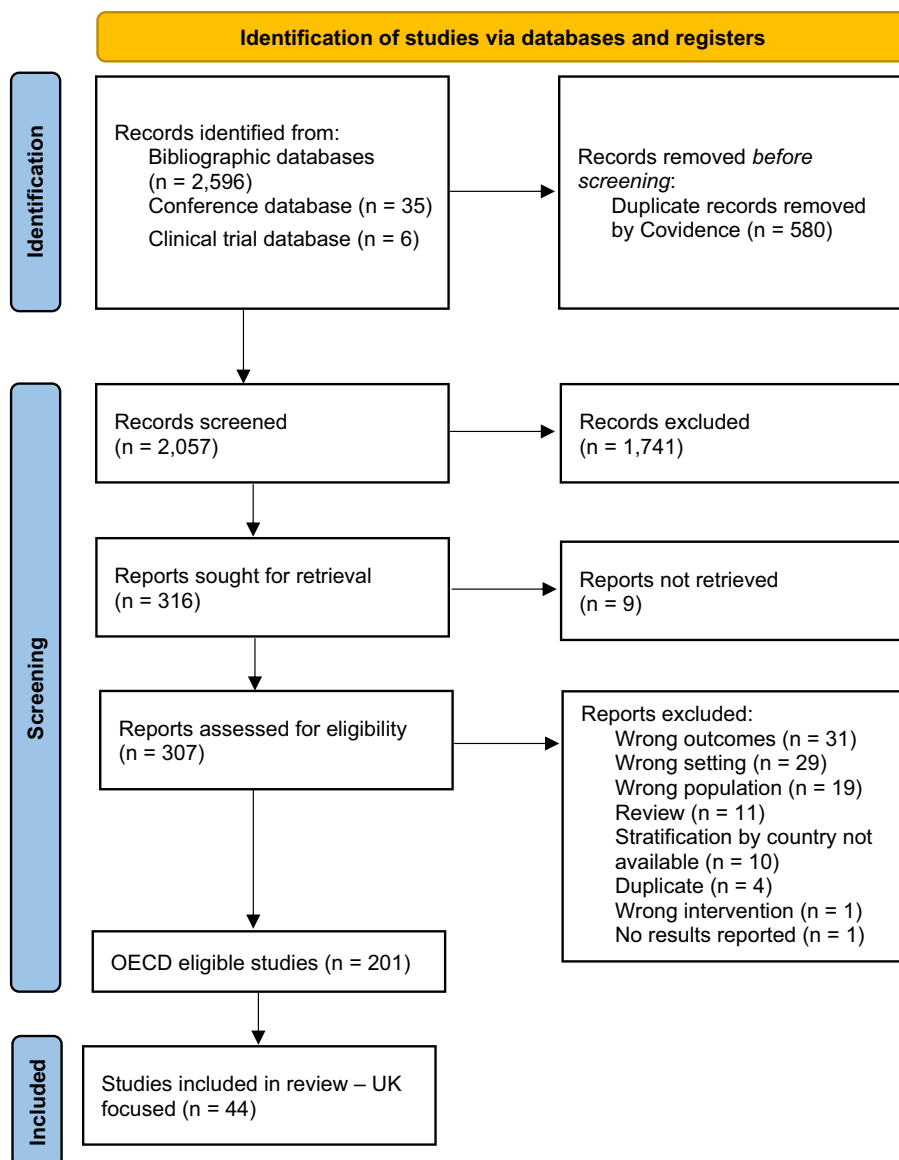 Identification of studies via databases and registers
Identification
Records identified from:
Bibliographic databases
(n = 2,596)
Conference database (n = 35)
Clinical trial database (n = 6)
Records removed before
screening:
Duplicate records removed
by Covidence (n = 580)
Screening
Records screened
(n = 2,057)
Records excluded
(n = 1,741)
Reports sought for retrieval
(n = 316)
Reports not retrieved
(n = 9)
Reports assessed for eligibility
(n = 307)
Reports excluded:
Wrong outcomes (n = 31)
Wrong setting (n = 29)
Wrong population (n = 19)
Review (n = 11)
Stratification by country not
available (n = 10)
Duplicate (n = 4)
Wrong intervention (n = 1)
No results reported (n = 1)
OECD eligible studies (n = 201)
Included
Studies included in review – UK
focused (n = 44)